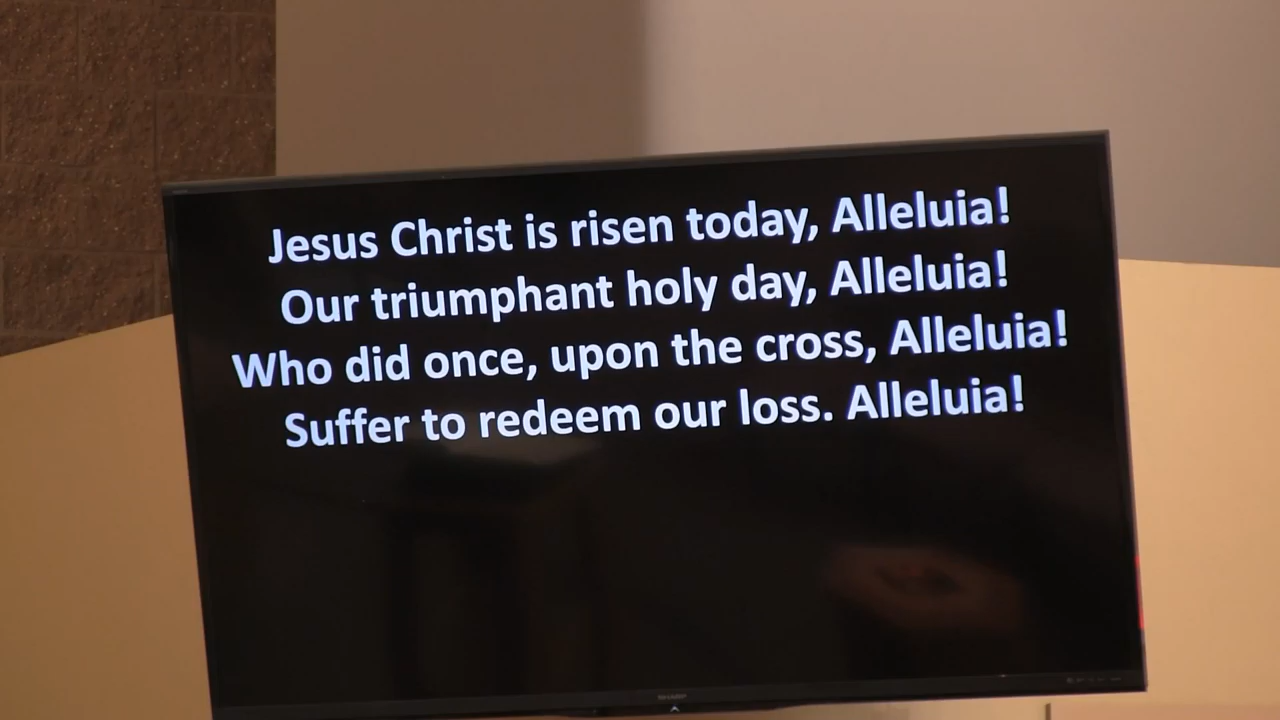 Jesus Christ is risen today, Alleluia!
Our triumphant holy day, Alleluia!
Who did once, upon the cross, Alleluia!
Suffer to redeem our loss. Alleluia!